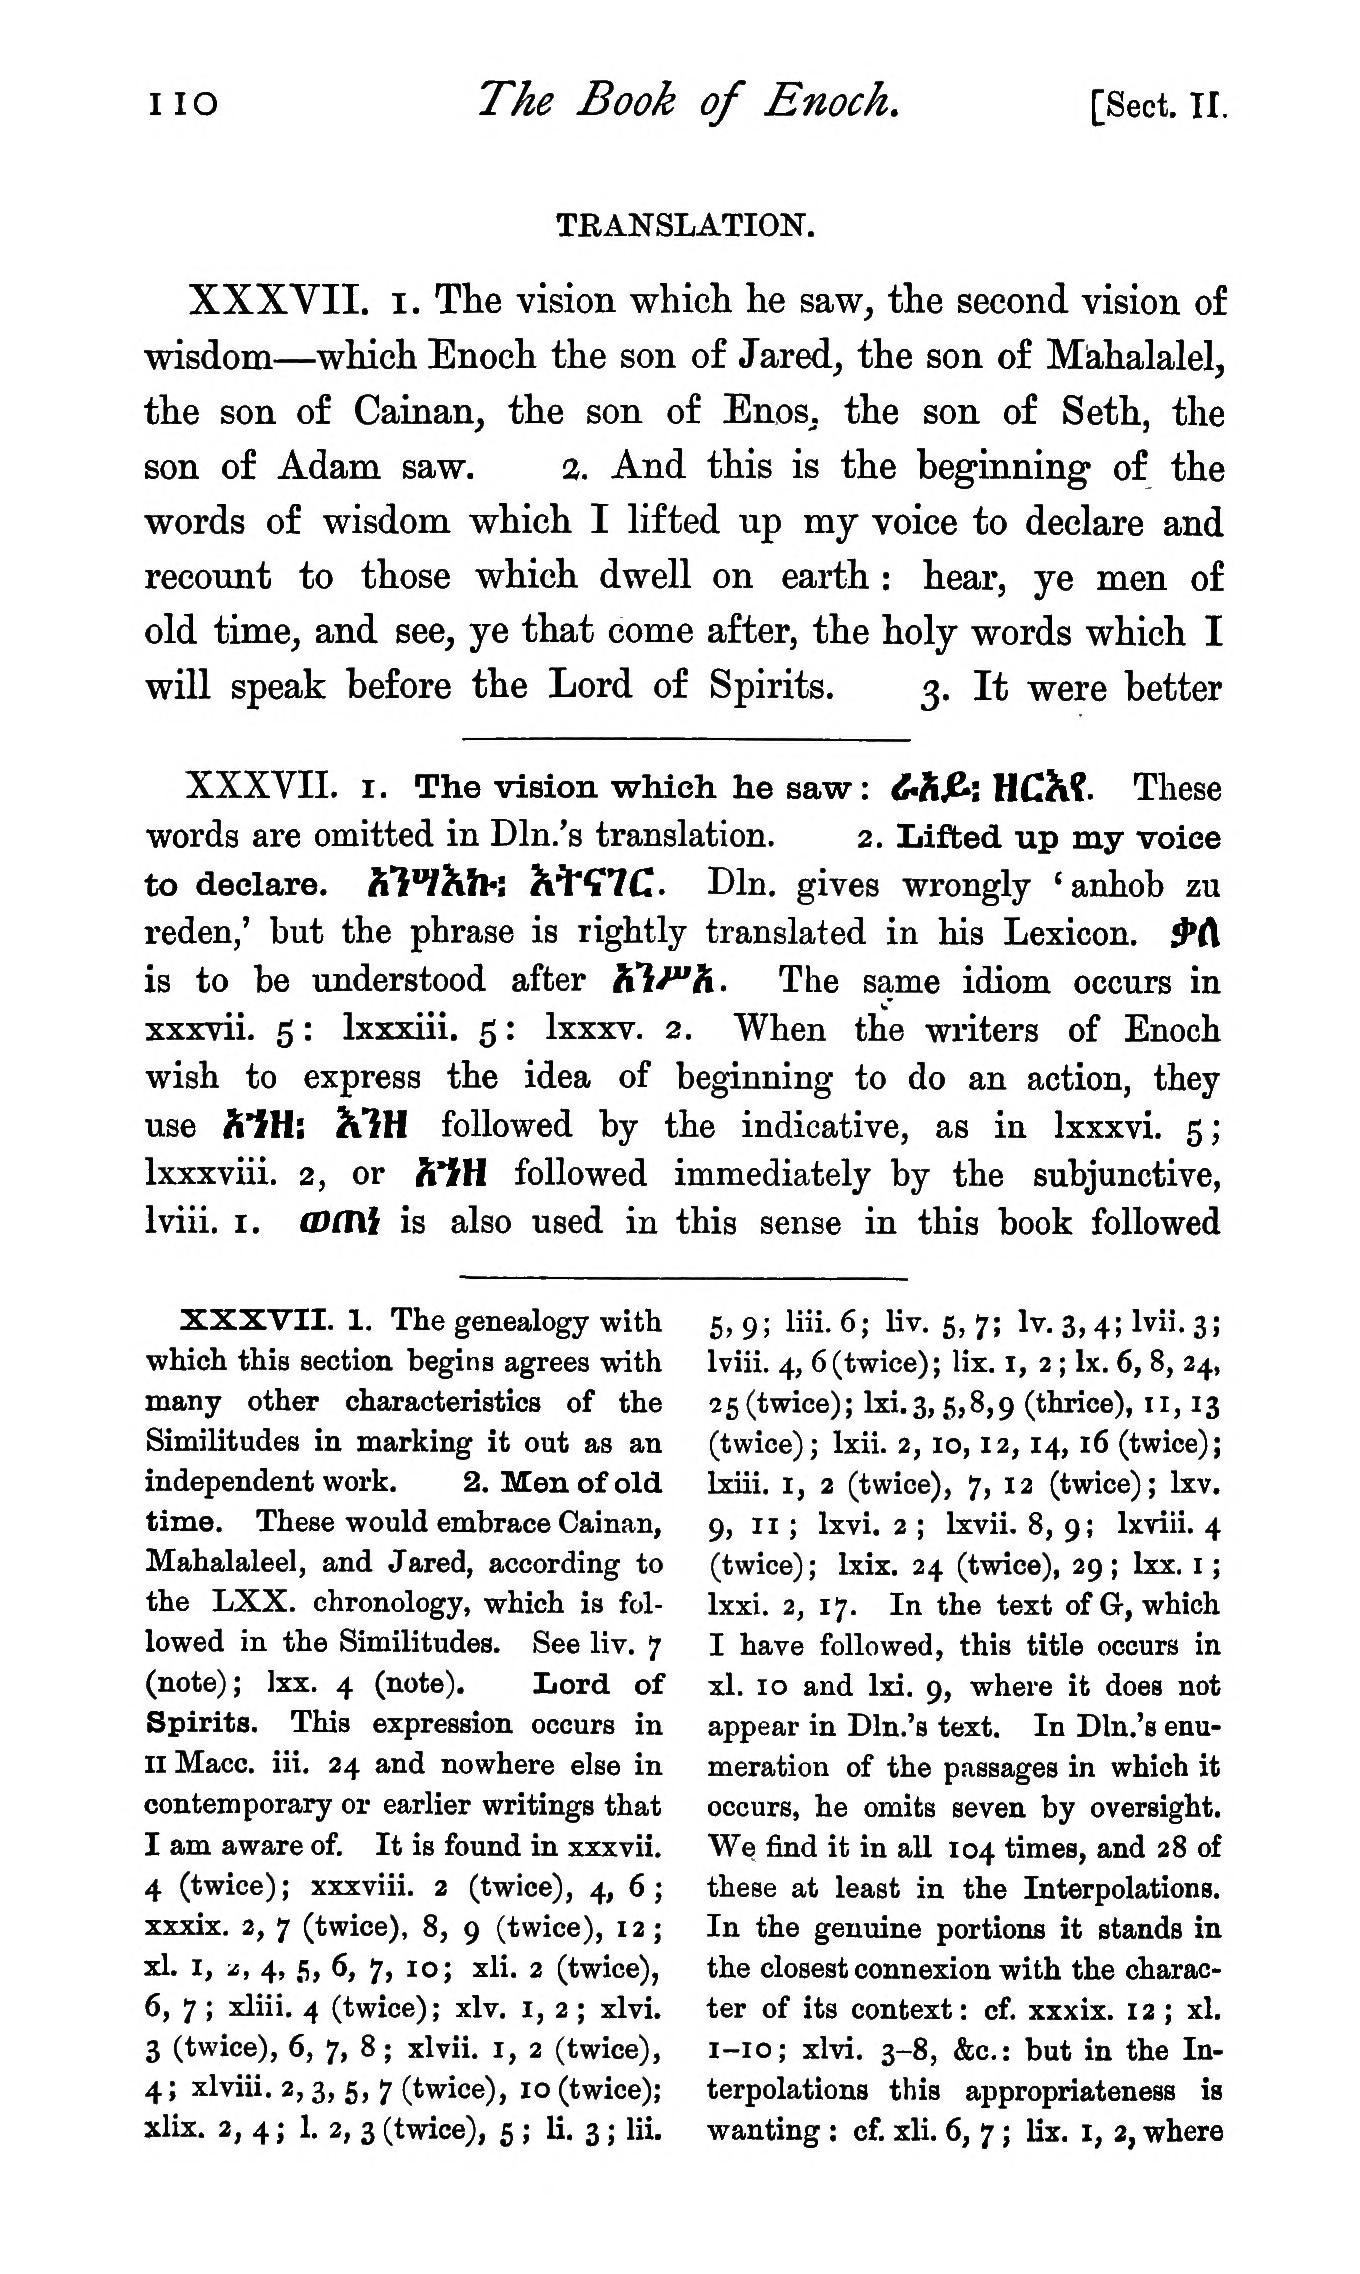 110 The Book of Enoch. [Sect. II.
TRANSLATION.
XXXVII. 1. The vision which he saw, the second vision of
wisdom—which Enoch the son of Jared, the son of Mahalalel,
the son of Cainan, the son of Enos, the son of Seth, the
son of Adam saw. 2. And this is the beginning of the
words of wisdom which I lifted up my voice to declare and
recount to those which dwell on earth : hear, ye men of
old time, and see, ye that come after, the holy words which I
will speak before the Lord of Spirits. 3. It were better
XXXVII. 1. The vision which he saw : ራእይ፡ ዘርእየ. These
words are omitted in Dln.'s translation. 2. Lifted up my voice
to declare. አንሣእኩ፡ እትናገር. Dln. gives wrongly ‘anhob zu
reden,’ but the phrase is rightly translated in his Lexicon. ቃለ
is to be understood after አንሥአ. The same idiom occurs in
xxxvii. 5 : lxxxiii. 5 : lxxxv. 2. When the writers of Enoch
wish to express the idea of beginning to do an action, they
use አኀዘ፡ እንዘ followed by the indicative, as in lxxxvi. 5 ;
lxxxviii. 2, or አኀዘ followed immediately by the subjunctive,
lviii. 1. ወጠነ is also used in this sense in this book followed
XXXVII. 1. The genealogy with
which this section begins agrees with
many other characteristics of the
Similitudes in marking it out as an
independent work. 2. Men of old
time. These would embrace Cainan,
Mahalaleel, and Jared, according to
the LXX. chronology, which is fol-
lowed in the Similitudes. See liv. 7
(note); lxx. 4 (note). Lord of
Spirits. This expression occurs in
II Macc. iii. 24 and nowhere else in
contemporary or earlier writings that
I am aware of. It is found in xxxvii.
4 (twice); xxxviii. 2 (twice), 4, 6 ;
xxxix. 2, 7 (twice), 8, 9 (twice), 12 ;
xl. 1, 2, 4, 5, 6, 7, 10; xli. 2 (twice),
6, 7 ; xliii. 4 (twice); xlv. 1, 2 ; xlvi.
3 (twice), 6, 7, 8 ; xlvii. 1, 2 (twice),
4 ; xlviii. 2, 3, 5, 7 (twice), 10 (twice);
xlix. 2, 4 ; l. 2, 3 (twice), 5 ; li. 3 ; lii.
5, 9 ; liii. 6 ; liv. 5, 7 ; lv. 3, 4 ; lvii. 3 ;
lviii. 4, 6 (twice); lix. 1, 2 ; lx. 6, 8, 24,
25 (twice); lxi. 3, 5, 8, 9 (thrice), 11, 13
(twice) ; lxii. 2, 10, 12, 14, 16 (twice);
lxiii. 1, 2 (twice), 7, 12 (twice) ; lxv.
9, 11 ; lxvi. 2 ; lxvii. 8, 9 ; lxviii. 4
(twice); lxix. 24 (twice), 29 ; lxx. 1 ;
lxxi. 2, 17. In the text of G, which
I have followed, this title occurs in
xl. 10 and lxi. 9, where it does not
appear in Dln.'s text. In Dln.'s enu-
meration of the passages in which it
occurs, he omits seven by oversight.
We find it in all 104 times, and 28 of
these at least in the Interpolations.
In the genuine portions it stands in
the closest connexion with the charac-
ter of its context : cf. xxxix. 12 ; xl.
1–10 ; xlvi. 3–8, &c.: but in the In-
terpolations this appropriateness is
wanting : cf. xli. 6, 7 ; lix. 1, 2, where